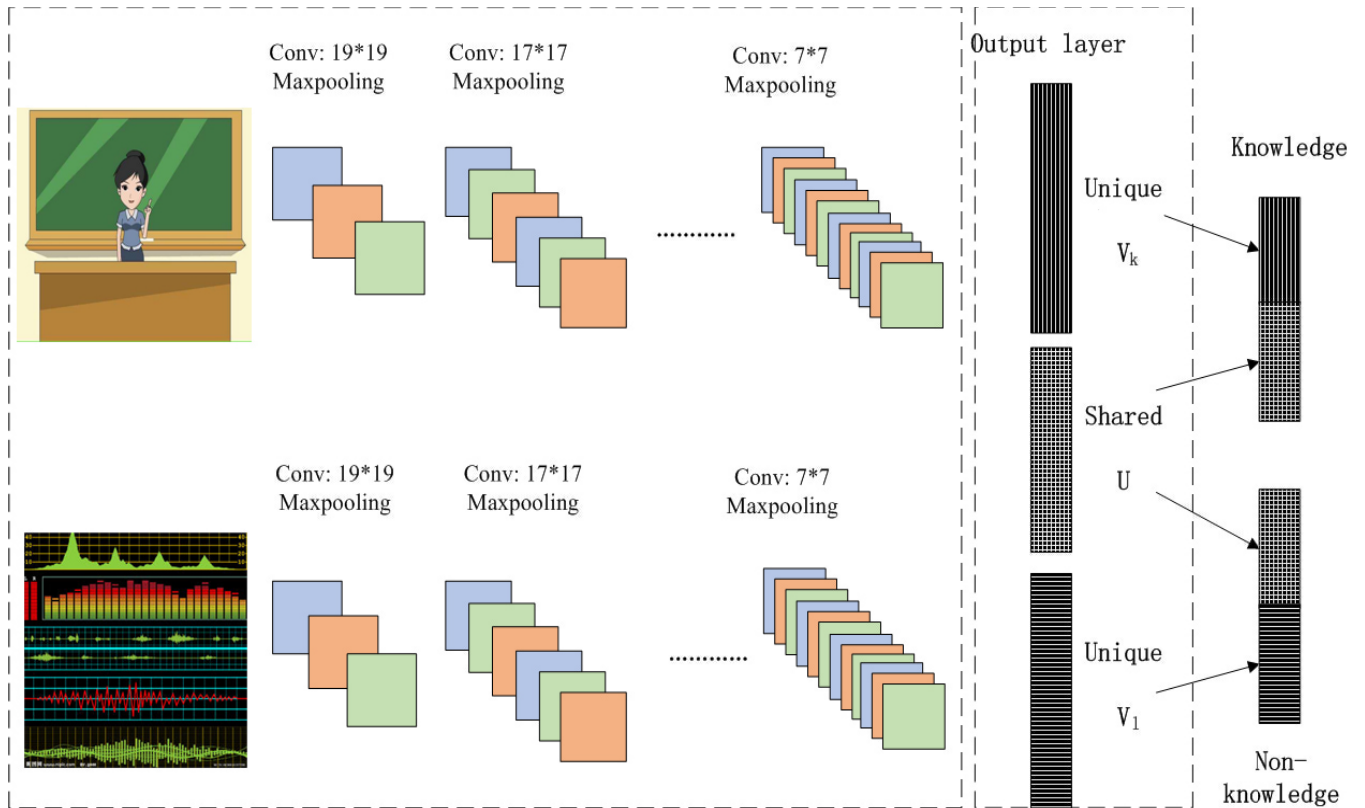 Conv: 19*19
Maxpooling
Conv: 17*17
Maxpooling
Conv: 7*7
Maxpooling
…………
Output layer
Unique
Vk
Knowledge
Shared
U
Conv: 19*19
Maxpooling
Conv: 17*17
Maxpooling
Conv: 7*7
Maxpooling
…………
Unique
V1
Non-
knowledge